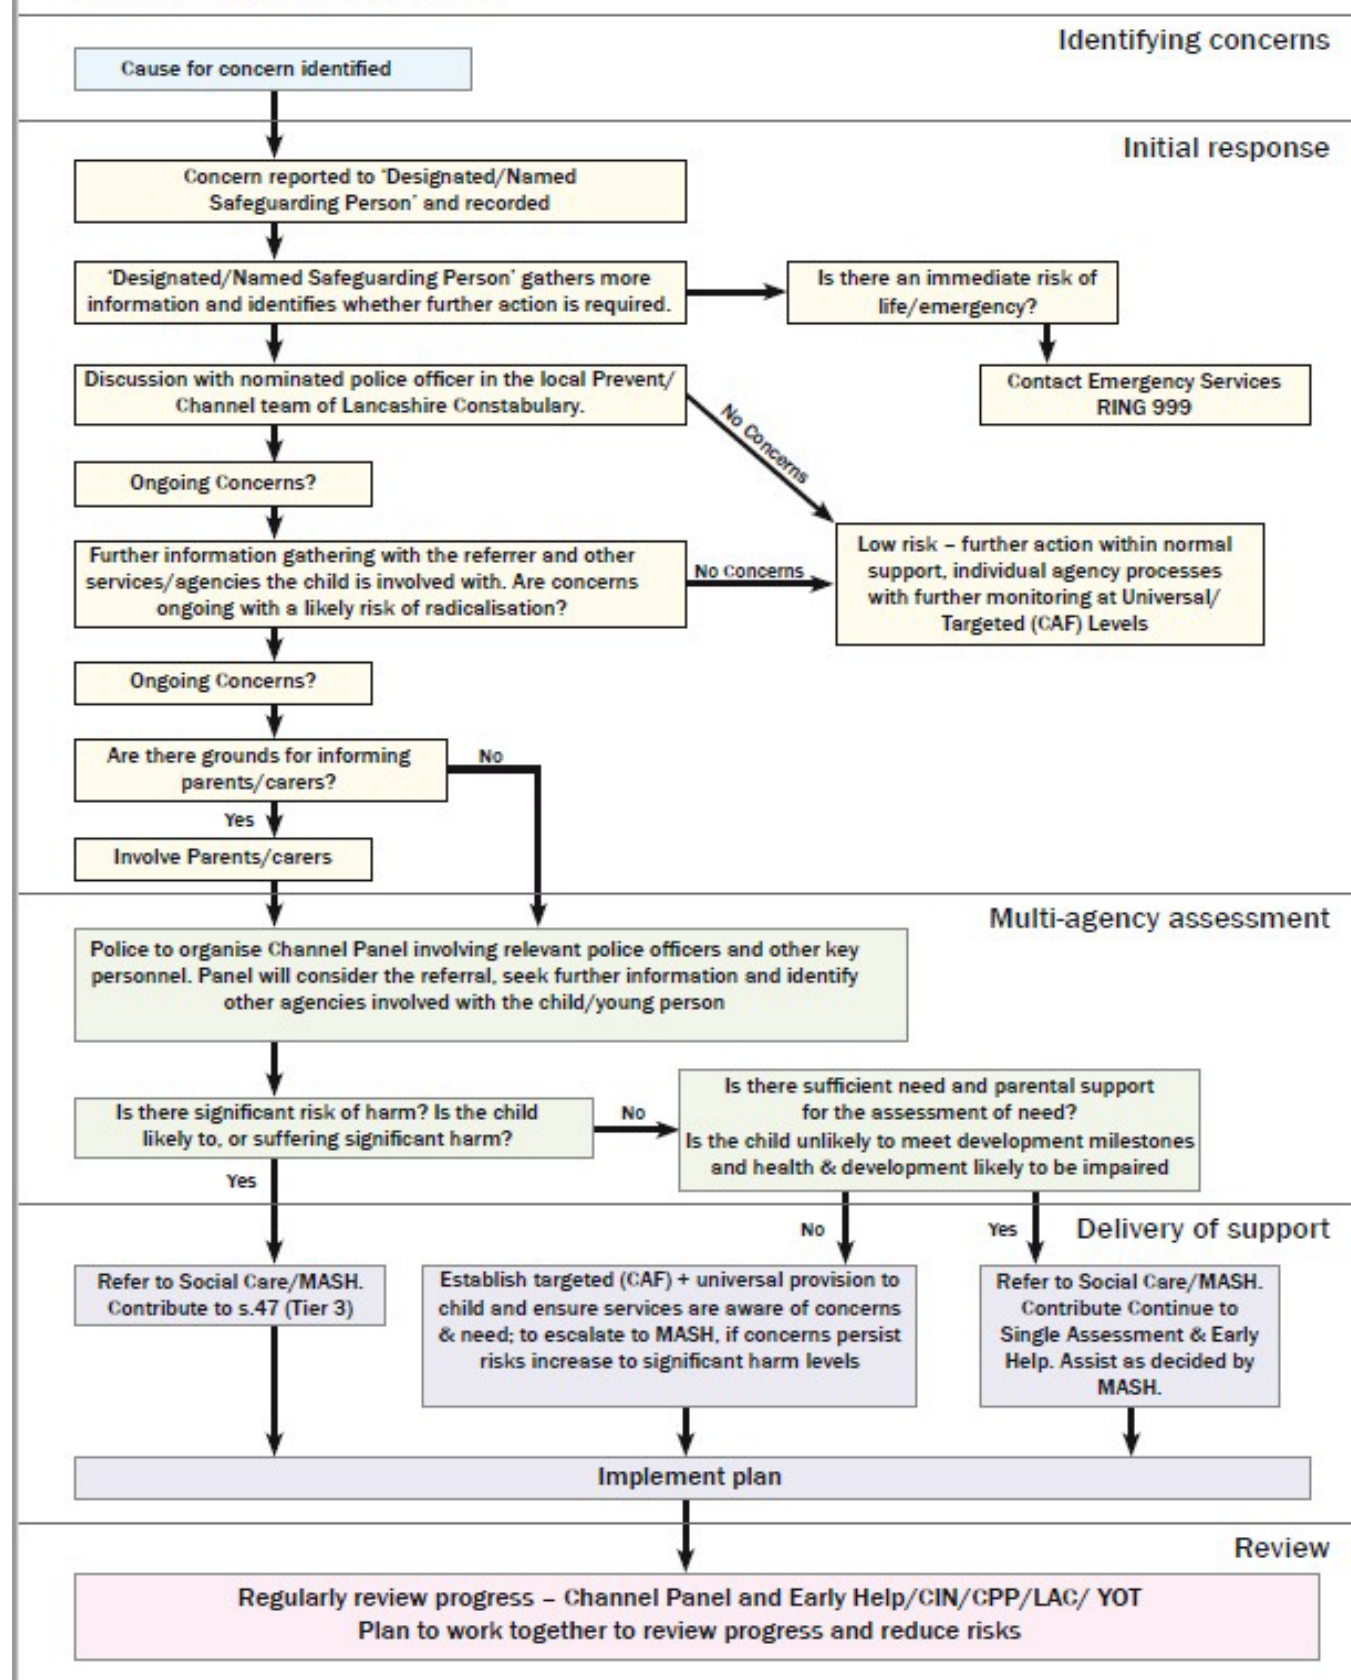 Identifying concerns
Cause for concern identified
Initial response
Concern reported to 'Designated/Named
Safeguarding Person' and recorded
'Designated/Named Safeguarding Person' gathers more
information and identifies whether further action is required.
Is there an immediate risk of
life/emergency?
Discussion with nominated police officer in the local Prevent/
Channel team of Lancashire Constabulary.
Contact Emergency Services
RING 999
No Concerns
Ongoing Concerns?
Further information gathering with the referrer and other
services/agencies the child is involved with. Are concerns
ongoing with a likely risk of radicalisation?
No Concerns
Low risk – further action within normal
support, individual agency processes
with further monitoring at Universal/
Targeted (CAF) Levels
Ongoing Concerns?
Are there grounds for informing
parents/carers?
No
Yes
Involve Parents/carers
Multi-agency assessment
Police to organise Channel Panel involving relevant police officers and other key
personnel. Panel will consider the referral, seek further information and identify
other agencies involved with the child/young person
Is there significant risk of harm? Is the child
likely to, or suffering significant harm?
No
Is there sufficient need and parental support
for the assessment of need?
Is the child unlikely to meet development milestones
and health & development likely to be impaired
Yes
No
Yes
Delivery of support
Refer to Social Care/MASH.
Contribute to s.47 (Tier 3)
Establish targeted (CAF) + universal provision to
child and ensure services are aware of concerns
& need; to escalate to MASH, if concerns persist
risks increase to significant harm levels
Refer to Social Care/MASH.
Contribute Continue to
Single Assessment & Early
Help. Assist as decided by
MASH.
Implement plan
Review
Regularly review progress – Channel Panel and Early Help/CIN/CPP/LAC/ YOT
Plan to work together to review progress and reduce risks